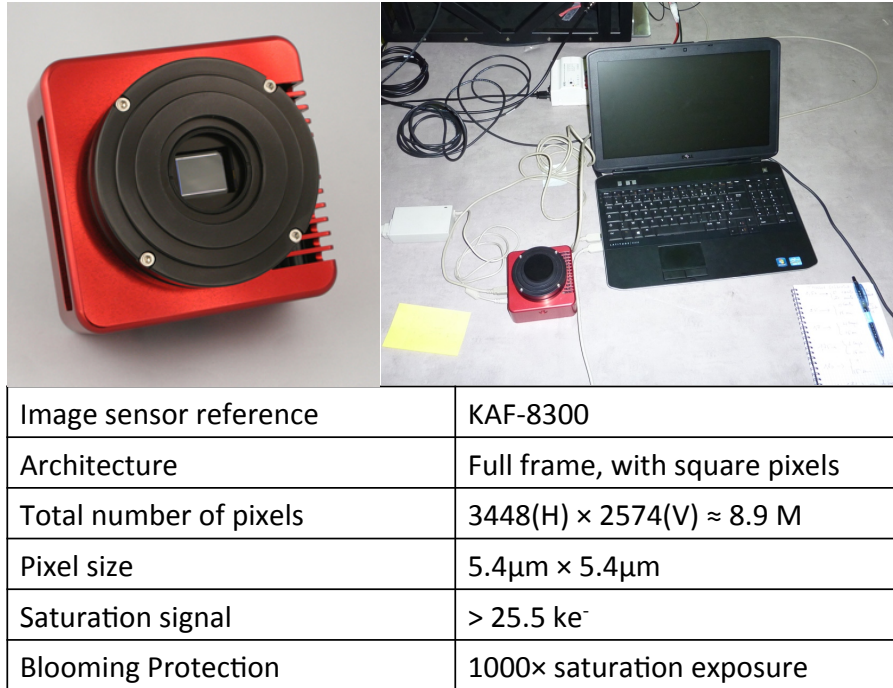 Image sensor reference KAF-8300
Architecture Full frame, with square pixels
Total number of pixels 3448(H) × 2574(V) ≈ 8.9 M
Pixel size 5.4µm × 5.4µm
Saturation signal > 25.5 ke⁻
Blooming Protection 1000× saturation exposure